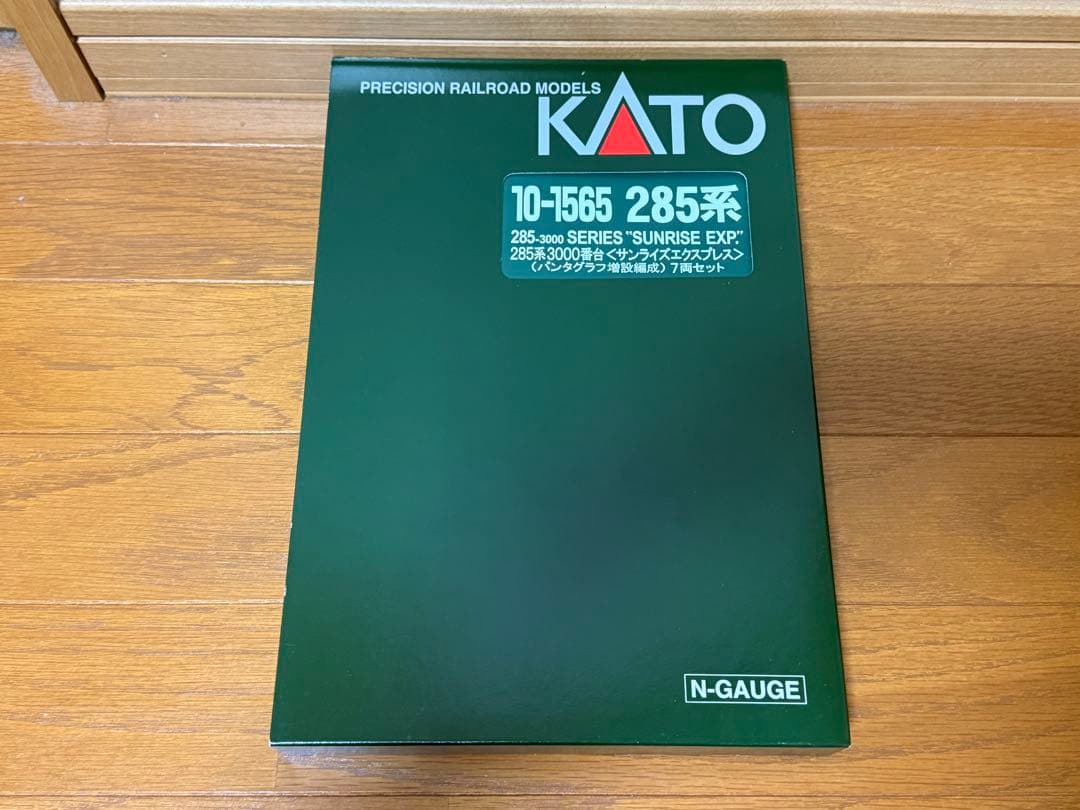 PRECISION RAILROAD MODELS
KATO
10-1565 285系
285-3000 SERIES "SUNRISE EXP."
285系3000番台<サンライズエクスプレス>
(パンタグラフ増設編成) 7両セット
N-GAUGE